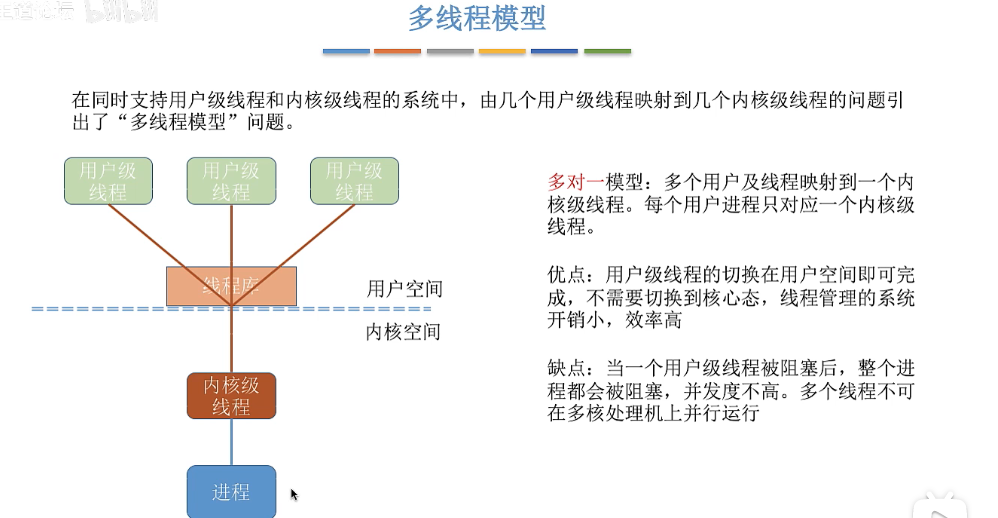 多线程模型
在同时支持用户级线程和内核级线程的系统中，由几个用户级线程映射到几个内核级线程的问题引
出了“多线程模型”问题。
用户级
线程
用户级
线程
用户级
线程
线程库
用户空间
内核空间
内核级
线程
进程
多对一模型：多个用户及线程映射到一个内
核级线程。每个用户进程只对应一个内核级
线程。
优点：用户级线程的切换在用户空间即可完
成，不需要切换到核心态，线程管理的系统
开销小，效率高
缺点：当一个用户级线程被阻塞后，整个进
程都会被阻塞，并发度不高。多个线程不可
在多核处理机上并行运行